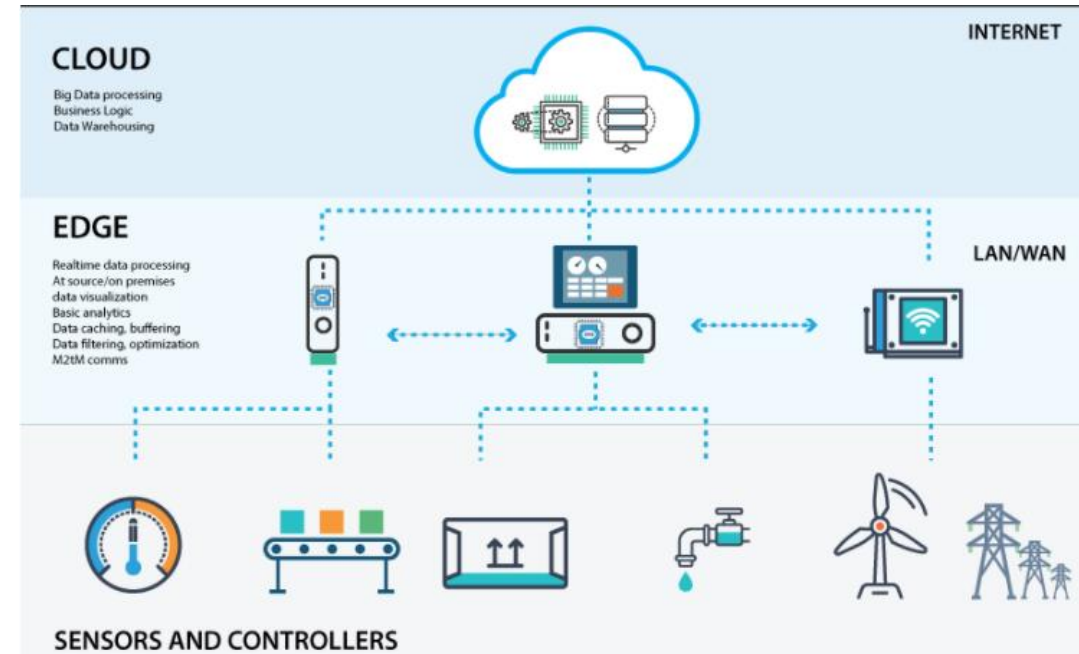 INTERNET
CLOUD
Big Data processing
Business Logic
Data Warehousing
EDGE
LAN/WAN
Realtime data processing
At source/on premises
data visualization
Basic analytics
Data caching, buffering
Data filtering, optimization
M2tM comms
SENSORS AND CONTROLLERS